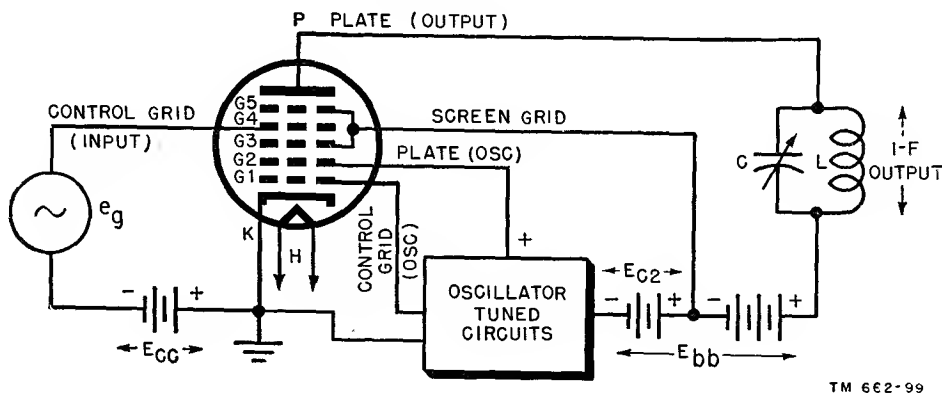 P PLATE (OUTPUT)
CONTROL GRID
(INPUT)
G5
G4
G3
G2
G1
SCREEN GRID
PLATE (OSC)
CONTROL
GRID
(OSC)
K
H
eg
- +
Ecc
+
OSCILLATOR
TUNED
CIRCUITS
Ec2
- + - +
Ebb
C L
I-F
OUTPUT
TM 662-99